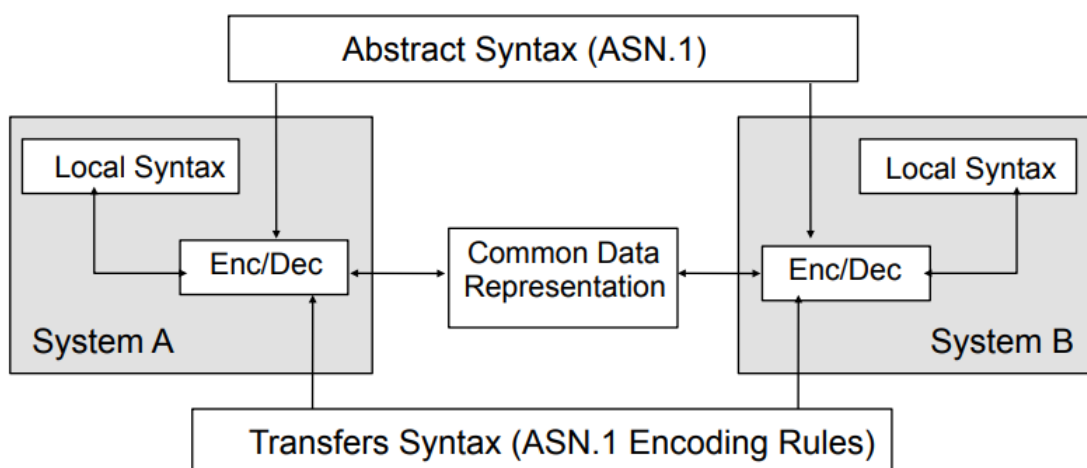 Abstract Syntax (ASN.1)
Local Syntax
Local Syntax
Enc/Dec
Common Data
Representation
Enc/Dec
System A
System B
Transfers Syntax (ASN.1 Encoding Rules)